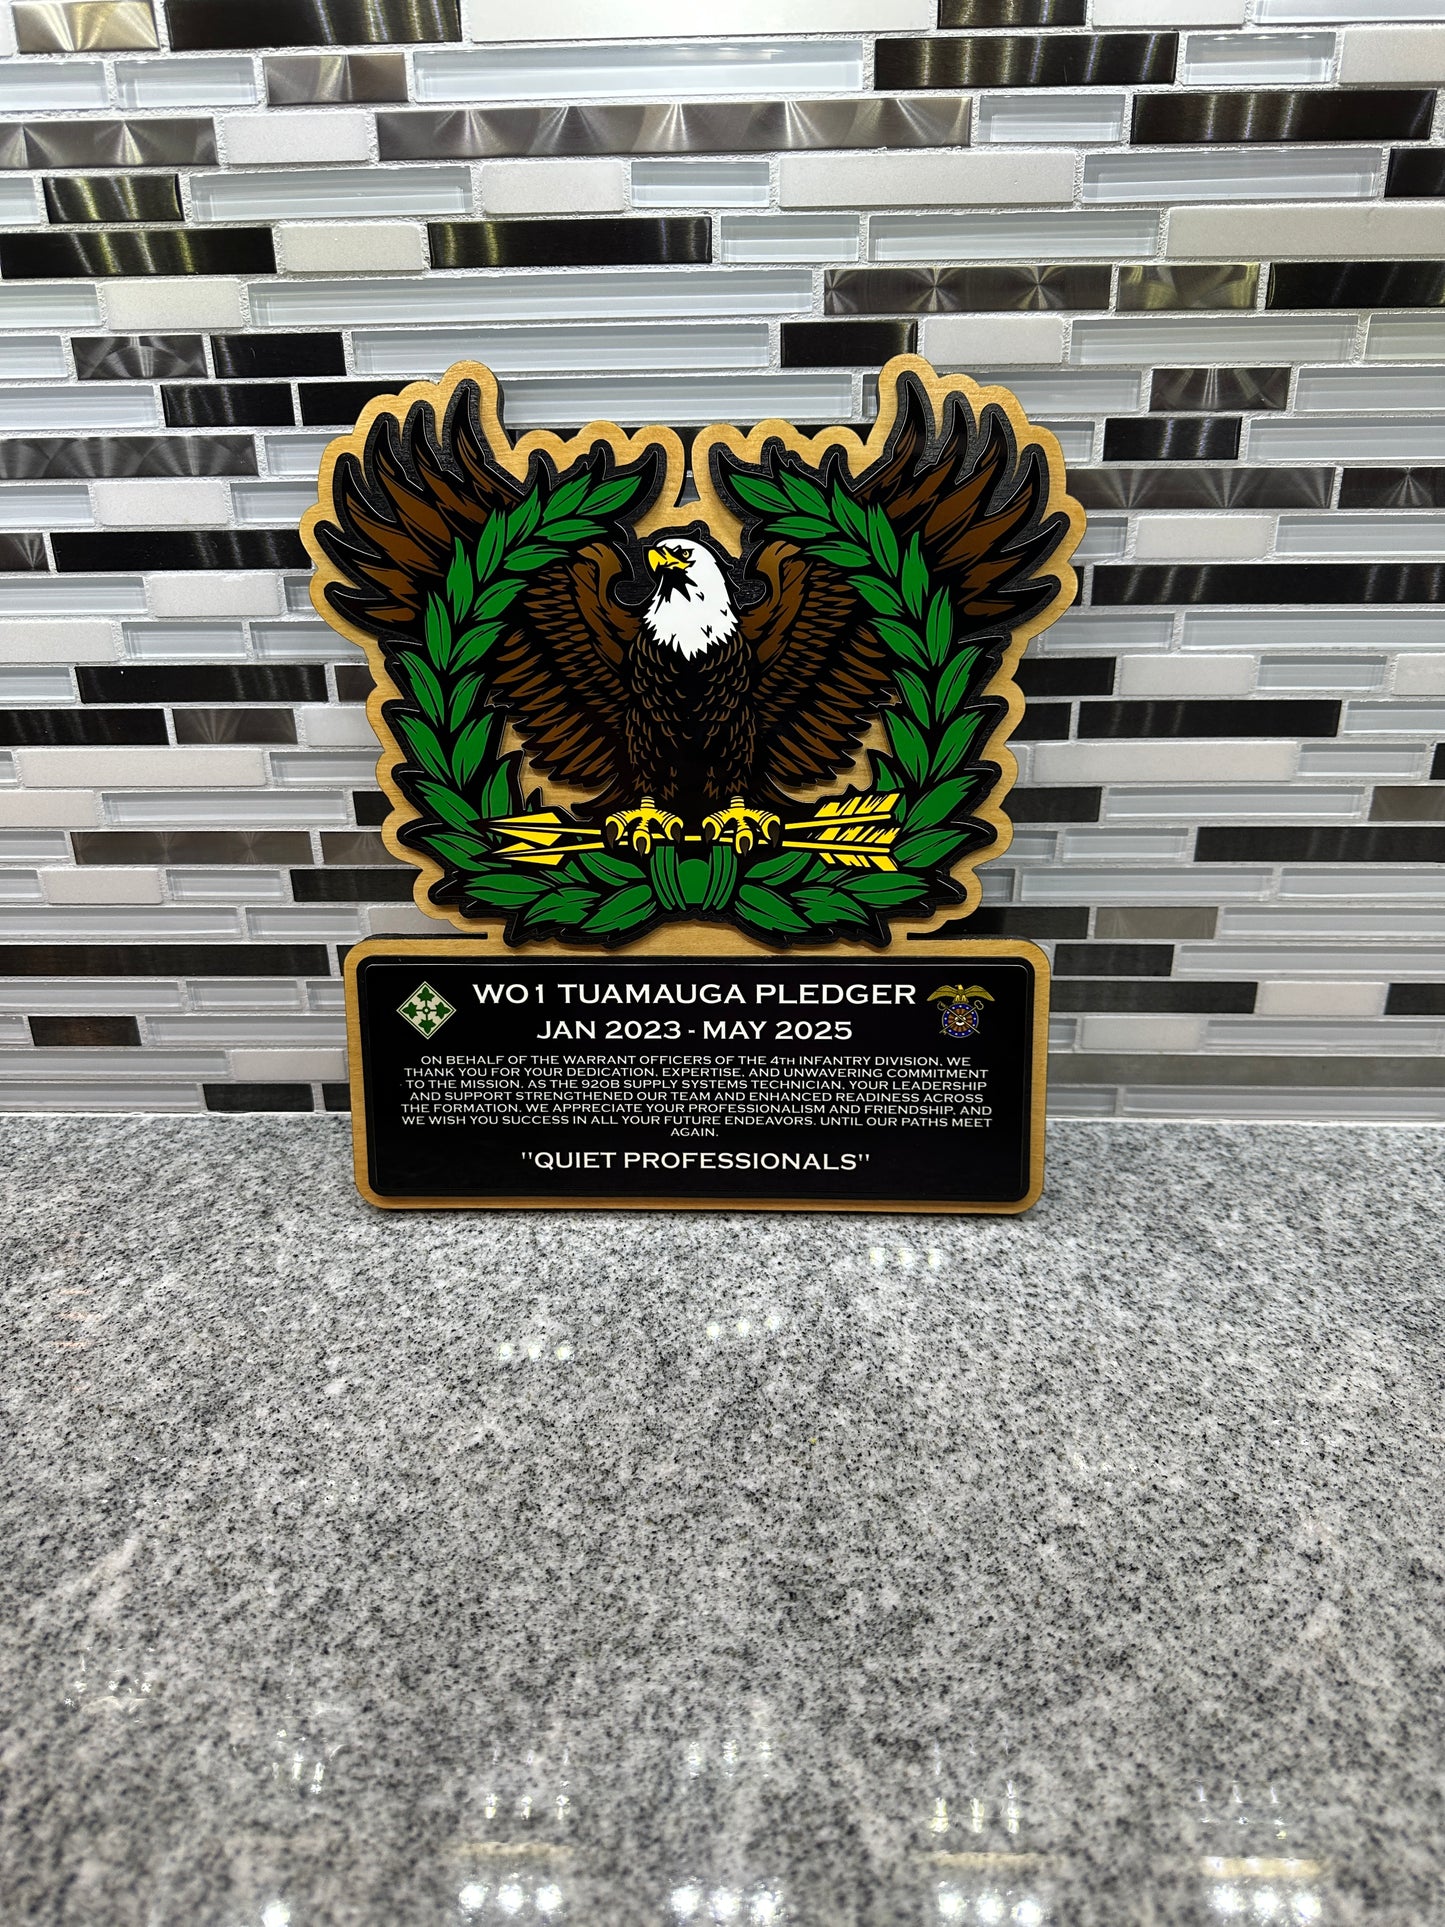 WO1 TUAMAUGA PLEDGER
JAN 2023 - MAY 2025
ON BEHALF OF THE WARRANT OFFICERS OF THE 4TH INFANTRY DIVISION, WE
THANK YOU FOR YOUR DEDICATION, EXPERTISE, AND UNWAVERING COMMITMENT
TO THE MISSION. AS THE 920B SUPPLY SYSTEMS TECHNICIAN, YOUR LEADERSHIP
AND SUPPORT STRENGTHENED OUR TEAM AND ENHANCED READINESS ACROSS
THE FORMATION. WE APPRECIATE YOUR PROFESSIONALISM AND FRIENDSHIP, AND
WE WISH YOU SUCCESS IN ALL YOUR FUTURE ENDEAVORS. UNTIL OUR PATHS MEET
AGAIN.
"QUIET PROFESSIONALS"